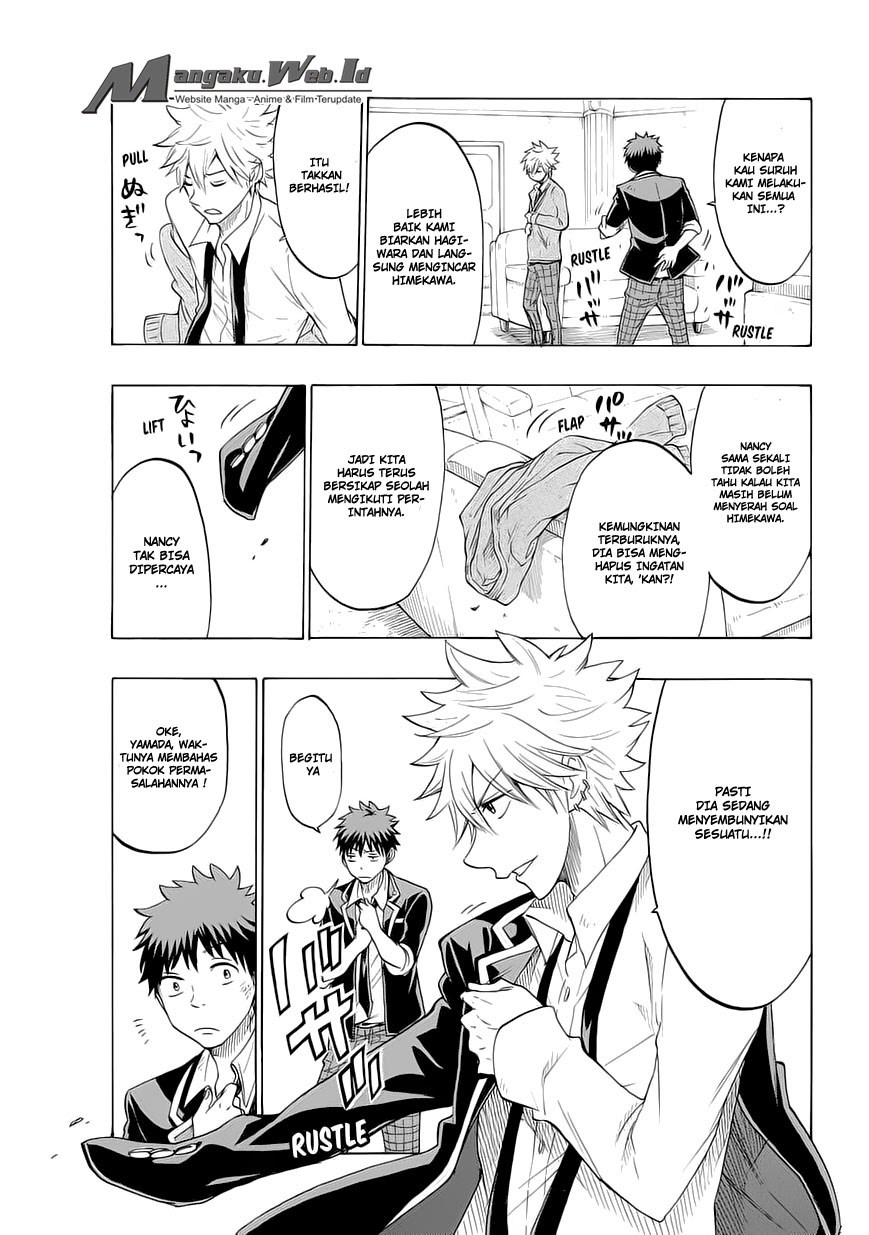 Mangaku.Web.Id
Website Manga - Anime & Film Terupdate
KENAPA
KAU SURUH
KAMI MELAKU-
KAN SEMUA
INI...?
RUSTLE
ガサ
ガサ
RUSTLE
LEBIH
BAIK KAMI
BIARKAN HAGI-
WARA DAN LANG-
SUNG MENGINCAR
HIMEKAWA.
ITU
TAKKAN
BERHASIL!
PULL
ぬぎっ
NANCY
SAMA SEKALI
TIDAK BOLEH
TAHU KALAU KITA
MASIH BELUM
MENYERAH SOAL
HIMEKAWA.
KEMUNGKINAN
TERBURUKNYA,
DIA BISA MENG-
HAPUS INGATAN
KITA, 'KAN?!
FLAP
バサッ
JADI KITA
HARUS TERUS
BERSIKAP SEOLAH
MENGIKUTI PER-
INTAHNYA.
LIFT
ひょいっ
NANCY
TAK BISA
DIPERCAYA
...
PASTI
DIA SEDANG
MENYEMBUNYIKAN
SESUATU...!!
BEGITU
YA
バサッ
RUSTLE
OKE,
YAMADA, WAK-
TUNYA MEMBAHAS
POKOK PERMA-
SALAHANNYA !